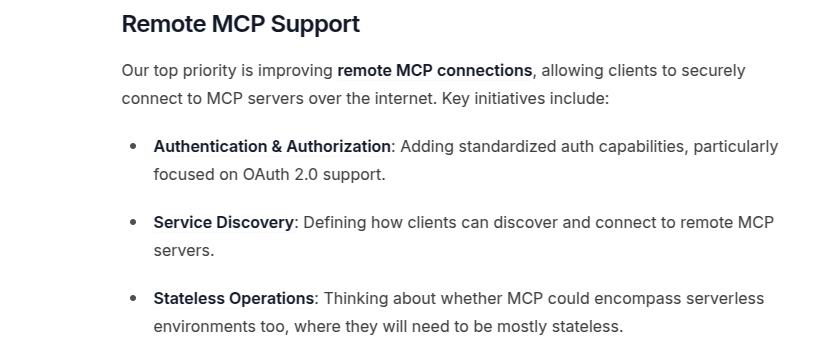 Remote MCP Support
Our top priority is improving remote MCP connections, allowing clients to securely
connect to MCP servers over the internet. Key initiatives include:
• Authentication & Authorization: Adding standardized auth capabilities, particularly
focused on OAuth 2.0 support.
• Service Discovery: Defining how clients can discover and connect to remote MCP
servers.
• Stateless Operations: Thinking about whether MCP could encompass serverless
environments too, where they will need to be mostly stateless.